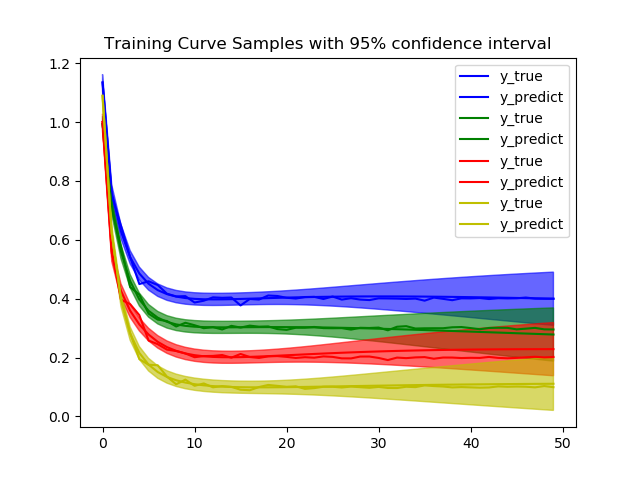 Training Curve Samples with 95% confidence interval
1.2
1.0
0.8
0.6
0.4
0.2
0.0
y_true
y_predict
y_true
y_predict
y_true
y_predict
y_true
y_predict
0 10 20 30 40 50